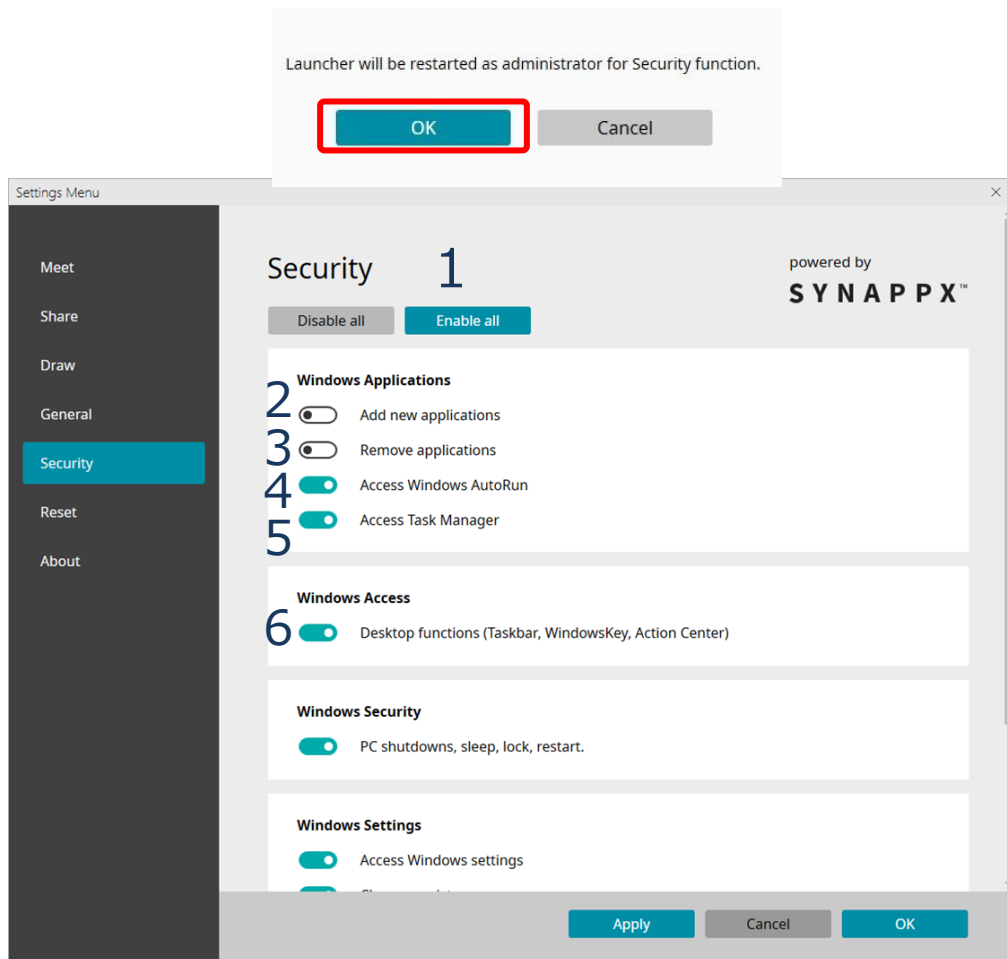 Launcher will be restarted as administrator for Security function.
OK
Cancel
Settings Menu
Meet
Share
Draw
General
Security
Reset
About
Security
1
powered by
SYNAPPX™
Disable all
Enable all
Windows Applications
2
Add new applications
3
Remove applications
4
Access Windows AutoRun
5
Access Task Manager
Windows Access
6
Desktop functions (Taskbar, WindowsKey, Action Center)
Windows Security
PC shutdowns, sleep, lock, restart.
Windows Settings
Access Windows settings
Apply
Cancel
OK